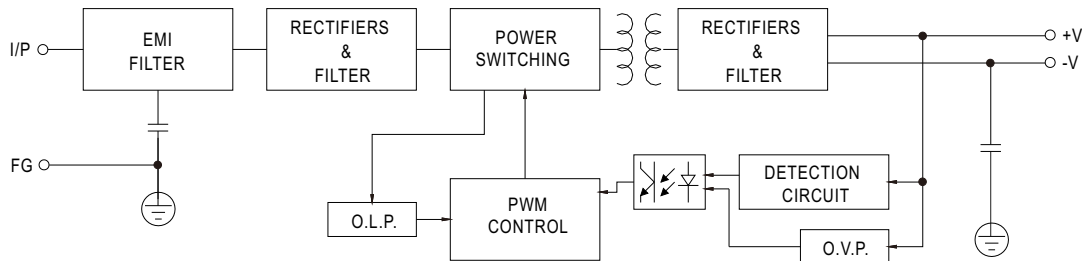 I/P
EMI
FILTER
RECTIFIERS
&
FILTER
POWER
SWITCHING
RECTIFIERS
&
FILTER
+V
-V
FG
O.L.P.
PWM
CONTROL
DETECTION
CIRCUIT
O.V.P.